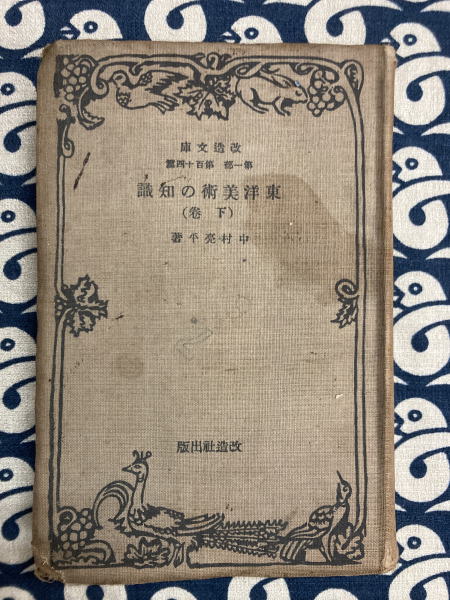 庫文造改
篇四十百第 部一第
識知の術美洋東
（卷 下）
著 平亮村中
版出社造改